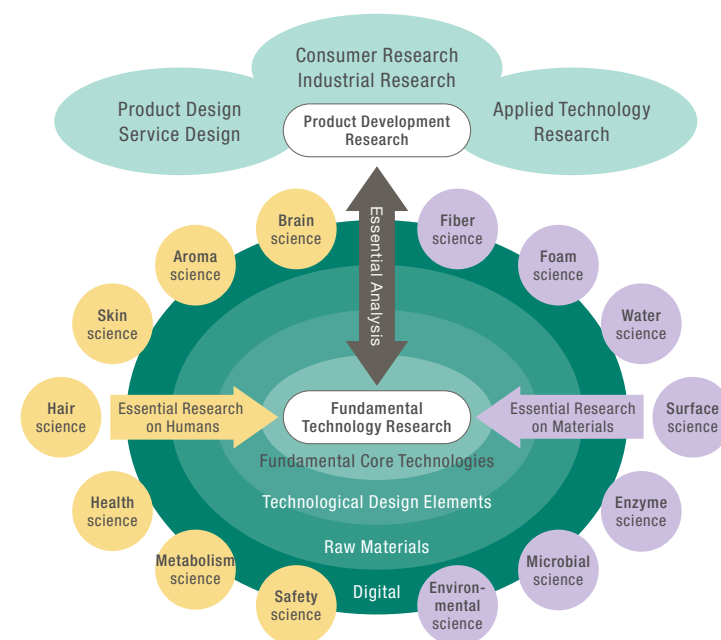 Consumer Research
Industrial Research
Product Design
Service Design
Product Development
Research
Applied Technology
Research
Essential Analysis
Brain
science
Fiber
science
Aroma
science
Foam
science
Skin
science
Water
science
Hair
science
Essential Research
on Humans
Fundamental
Technology Research
Essential Research
on Materials
Surface
science
Fundamental Core Technologies
Health
science
Technological Design Elements
Enzyme
science
Raw Materials
Metabolism
science
Microbial
science
Safety
science
Digital
Environ-
mental
science